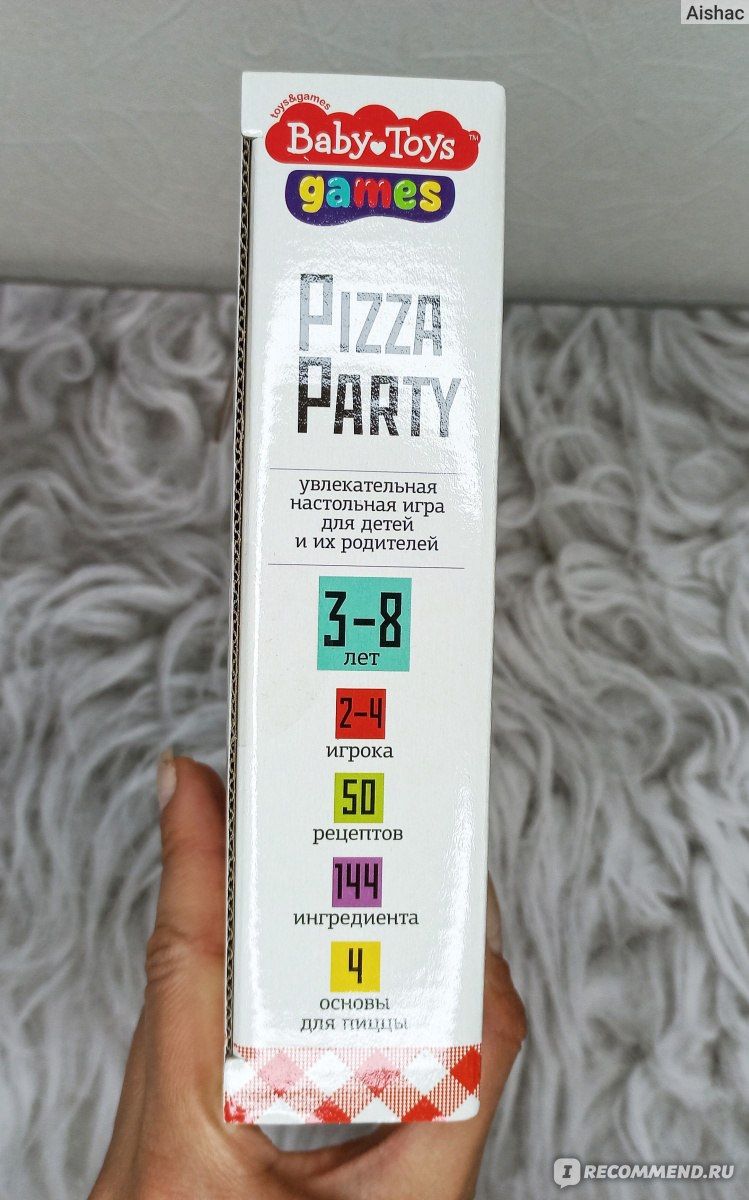 Aishac
toys&games
Baby Toys™
games
PIZZA
PARTY
увлекательная
настольная игра
для детей
и их родителей
3–8
лет
2–4
игрока
50
рецептов
144
ингредиента
4
основы
для пиццы
I RECOMMEND.RU